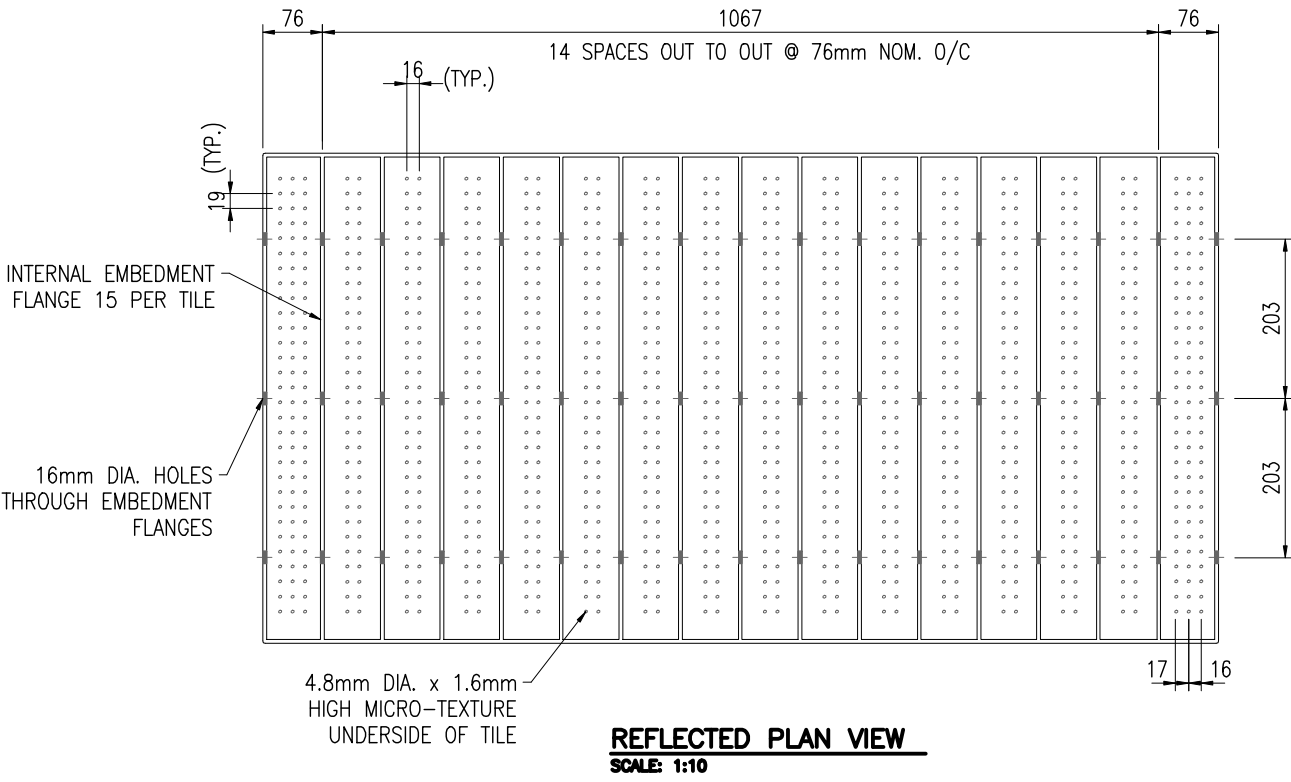 76
1067
76
14 SPACES OUT TO OUT @ 76mm NOM. O/C
16 (TYP.)
19 (TYP.)
INTERNAL EMBEDMENT
FLANGE 15 PER TILE
203
16mm DIA. HOLES
THROUGH EMBEDMENT
FLANGES
203
4.8mm DIA. x 1.6mm
HIGH MICRO-TEXTURE
UNDERSIDE OF TILE
17
16
REFLECTED PLAN VIEW
SCALE: 1:10